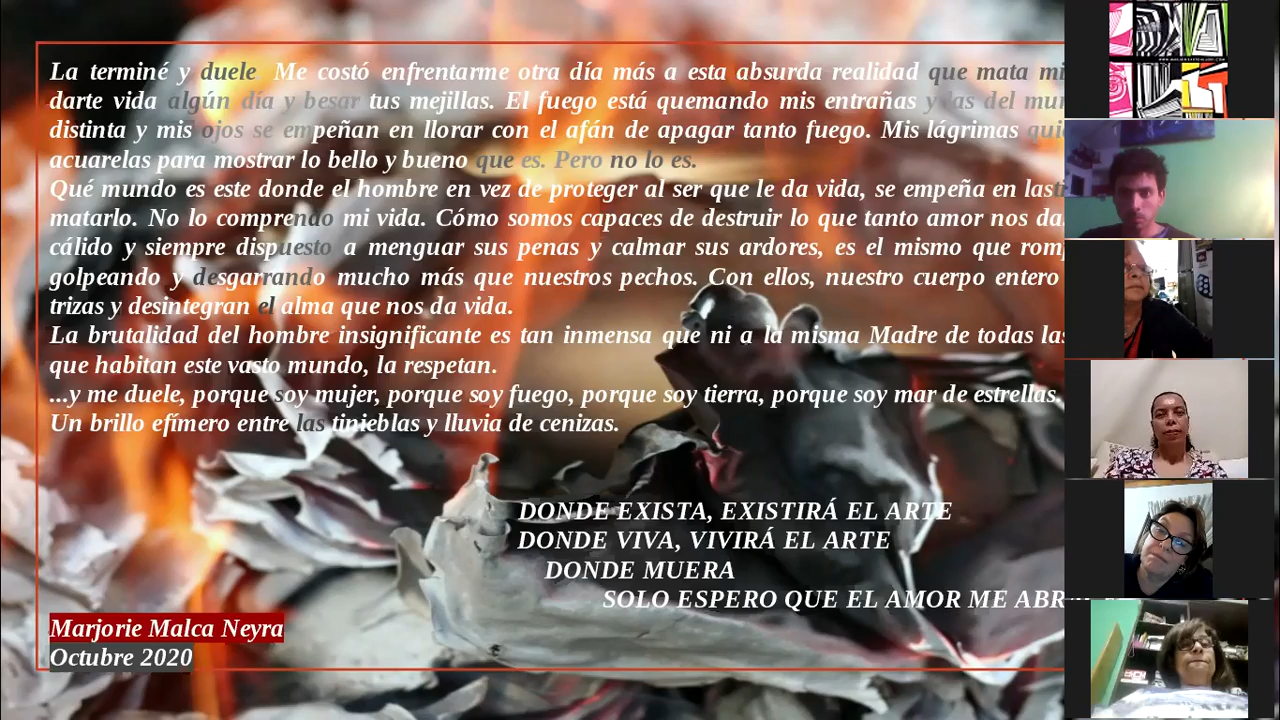 La terminé y duele Me costó enfrentarme otra día más a esta absurda realidad que mata mi
darte vida algún día y besar tus mejillas. El fuego está quemando mis entrañas y las del
distinta y mis ojos se empeñan en llorar con el afán de apagar tanto fuego. Mis lágrimas
acuarelas para mostrar lo bello y bueno que es. Pero no lo es.
Qué mundo es este donde el hombre en vez de proteger al ser que le da vida, se empeña en
matarlo. No lo comprendo mi vida. Cómo somos capaces de destruir lo que tanto amor nos
cálido y siempre dispuesto a menguar sus penas y calmar sus ardores, es el mismo que
golpeando y desgarrando mucho más que nuestros pechos. Con ellos, nuestro cuerpo entero
trizas y desintegran el alma que nos da vida.
La brutalidad del hombre insignificante es tan inmensa que ni a la misma Madre de todas
que habitan este vasto mundo, la respetan.
...y me duele, porque soy mujer, porque soy fuego, porque soy tierra, porque soy mar de estrellas.
Un brillo efímero entre las tinieblas y lluvia de cenizas.
DONDE EXISTA, EXISTIRÁ EL ARTE
DONDE VIVA, VIVIRÁ EL ARTE
DONDE MUERA
SOLO ESPERO QUE EL AMOR ME
Marjorie Malca Neyra
Octubre 2020